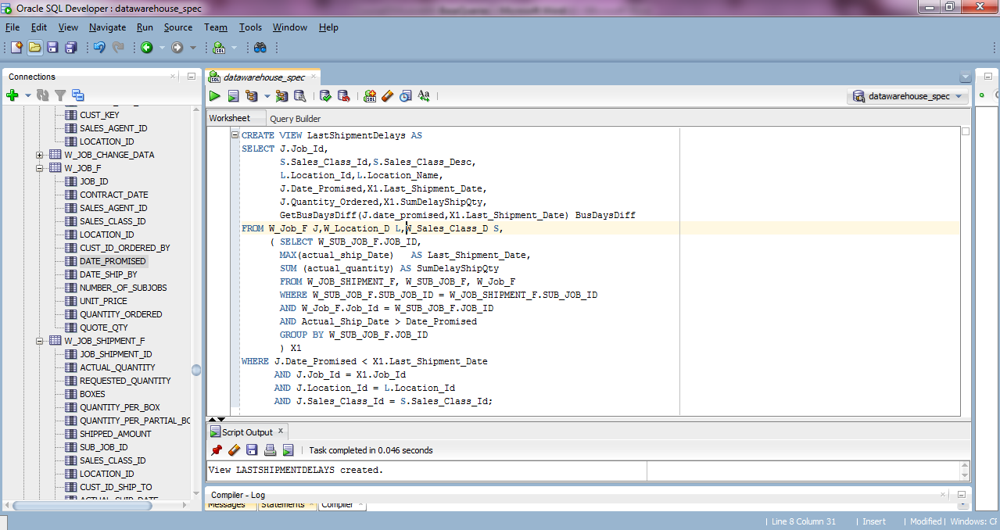 Oracle SQL Developer : datawarehouse_spec
File Edit View Navigate Run Source Team Tools Window Help
Connections
CUST_KEY
SALES_AGENT_ID
LOCATION_ID
W_JOB_CHANGE_DATA
W_JOB_F
JOB_ID
CONTRACT_DATE
SALES_AGENT_ID
SALES_CLASS_ID
LOCATION_ID
CUST_ID_ORDERED_BY
DATE_PROMISED
DATE_SHIP_BY
NUMBER_OF_SUBJOBS
UNIT_PRICE
QUANTITY_ORDERED
QUOTE_QTY
W_JOB_SHIPMENT_F
JOB_SHIPMENT_ID
ACTUAL_QUANTITY
REQUESTED_QUANTITY
BOXES
QUANTITY_PER_BOX
QUANTITY_PER_PARTIAL_BO
SHIPPED_AMOUNT
SUB_JOB_ID
SALES_CLASS_ID
LOCATION_ID
CUST_ID_SHIP_TO
ACTUAL_SHIP_DATE
datawarehouse_spec
datawarehouse_spec
Worksheet Query Builder
CREATE VIEW LastShipmentDelays AS
SELECT J.Job_Id,
S.Sales_Class_Id,S.Sales_Class_Desc,
L.Location_Id,L.Location_Name,
J.Date_Promised,X1.Last_Shipment_Date,
J.Quantity_Ordered,X1.SumDelayShipQty,
GetBusDaysDiff(J.date_promised,X1.Last_Shipment_Date) BusDaysDiff
FROM W_Job_F J,W_Location_D L,W_Sales_Class_D S,
( SELECT W_SUB_JOB_F.JOB_ID,
MAX(actual_ship_Date) AS Last_Shipment_Date,
SUM (actual_quantity) AS SumDelayShipQty
FROM W_JOB_SHIPMENT_F, W_SUB_JOB_F, W_Job_F
WHERE W_SUB_JOB_F.SUB_JOB_ID = W_JOB_SHIPMENT_F.SUB_JOB_ID
AND W_Job_F.Job_Id = W_SUB_JOB_F.JOB_ID
AND Actual_Ship_Date > Date_Promised
GROUP BY W_SUB_JOB_F.JOB_ID
) X1
WHERE J.Date_Promised < X1.Last_Shipment_Date
AND J.Job_Id = X1.Job_Id
AND J.Location_Id = L.Location_Id
AND J.Sales_Class_Id = S.Sales_Class_Id;
Script Output
Task completed in 0.046 seconds
View LASTSHIPMENTDELAYS created.
Compiler - Log
Messages Statements Compiler
Line 8 Column 31 | Insert | Modified | Windows: CF